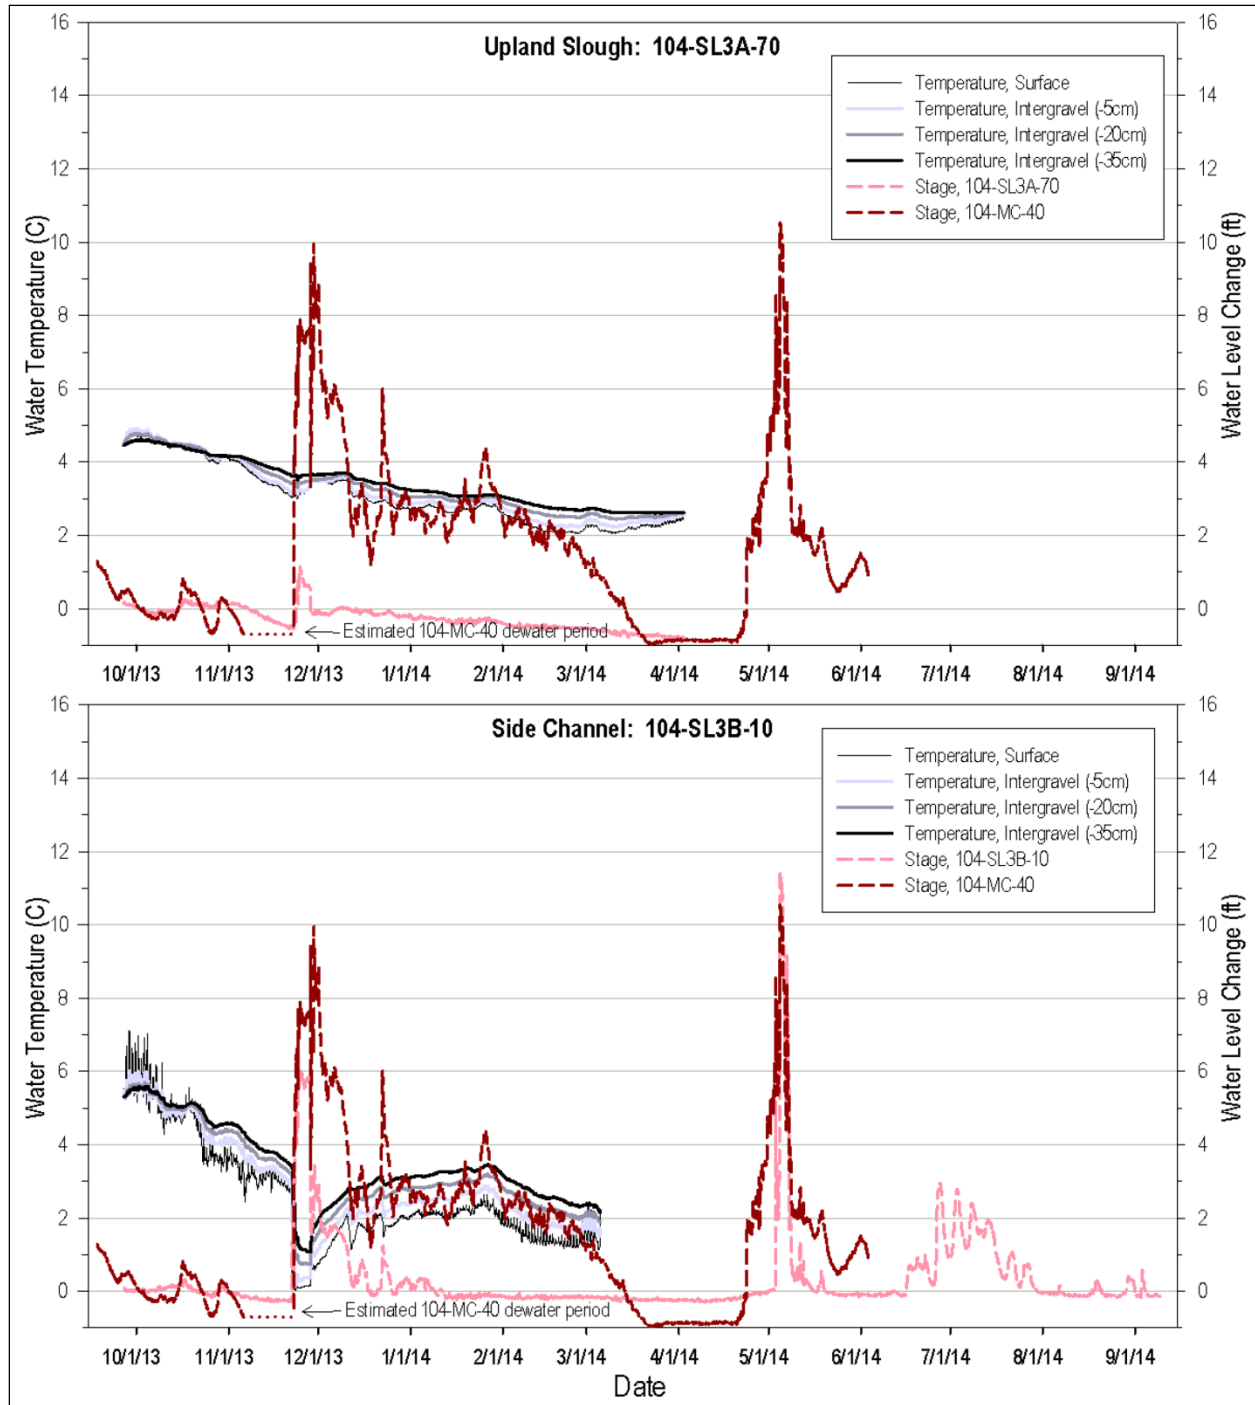 Upland Slough: 104-SL3A-70
Temperature, Surface
Temperature, Intergravel (-5cm)
Temperature, Intergravel (-20cm)
Temperature, Intergravel (-35cm)
Stage, 104-SL3A-70
Stage, 104-MC-40
Water Temperature (C)
16
14
12
10
8
6
4
2
0
Water Level Change (ft)
16
14
12
10
8
6
4
2
0
Estimated 104-MC-40 dewater period
10/1/13 11/1/13 12/1/13 1/1/14 2/1/14 3/1/14 4/1/14 5/1/14 6/1/14 7/1/14 8/1/14 9/1/14
Side Channel: 104-SL3B-10
Temperature, Surface
Temperature, Intergravel (-5cm)
Temperature, Intergravel (-20cm)
Temperature, Intergravel (-35cm)
Stage, 104-SL3B-10
Stage, 104-MC-40
Water Temperature (C)
16
14
12
10
8
6
4
2
0
Water Level Change (ft)
16
14
12
10
8
6
4
2
0
Estimated 104-MC-40 dewater period
10/1/13 11/1/13 12/1/13 1/1/14 2/1/14 3/1/14 4/1/14 5/1/14 6/1/14 7/1/14 8/1/14 9/1/14
Date